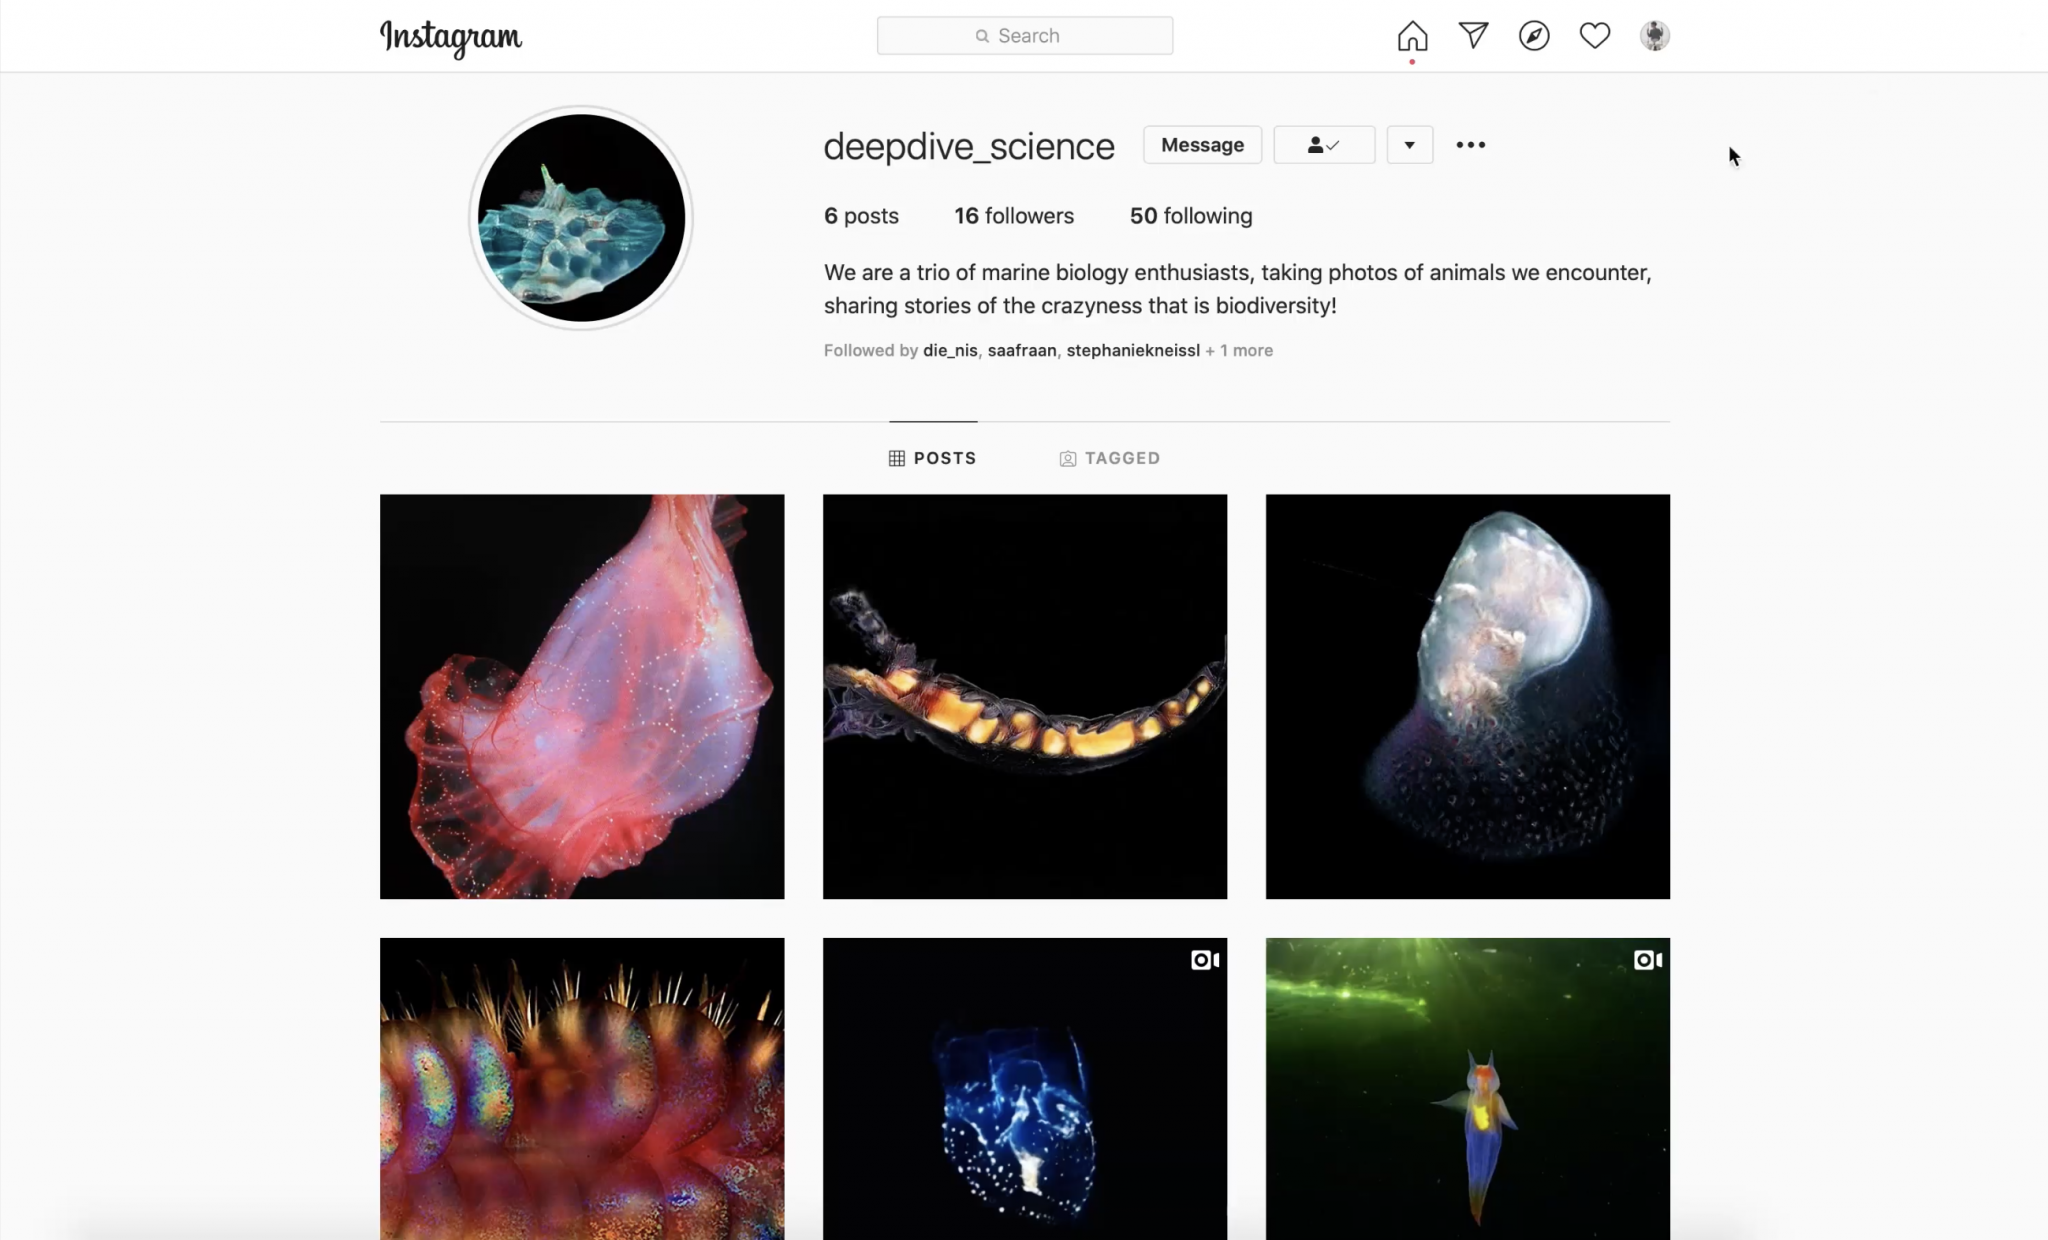 Instagram
Search
deepdive_science
Message
6 posts
16 followers
50 following
We are a trio of marine biology enthusiasts, taking photos of animals we encounter,
sharing stories of the crazyness that is biodiversity!
Followed by die_nis, saafraan, stephaniekneissl + 1 more
POSTS
TAGGED